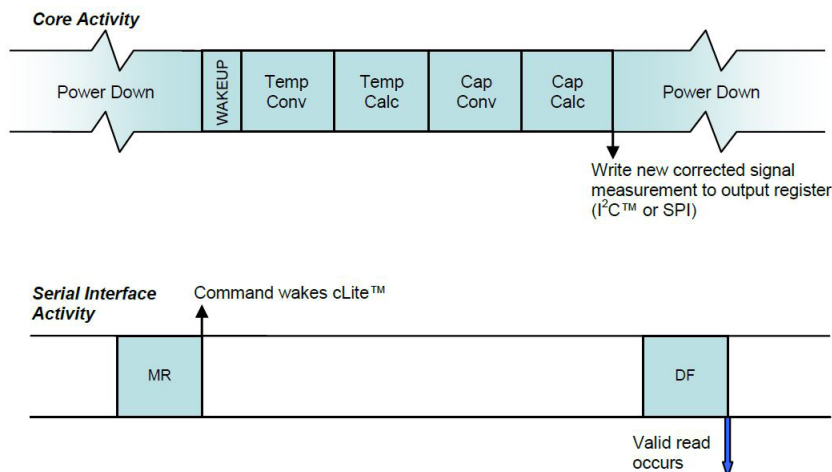 Core Activity
Power Down
WAKEUP
Temp
Conv
Temp
Calc
Cap
Conv
Cap
Calc
Power Down
Write new corrected signal
measurement to output register
(I²C™ or SPI)
Serial Interface
Activity
Command wakes cLite™
MR
DF
Valid read
occurs